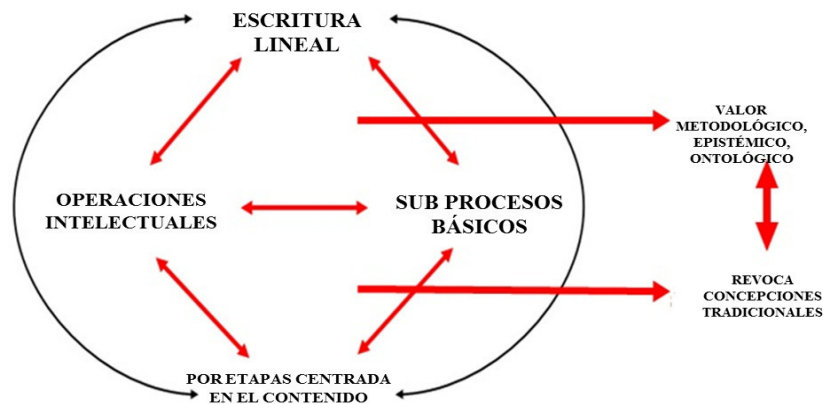 ESCRITURA
LINEAL
VALOR
METODOLÓGICO,
EPISTÉMICO,
ONTOLÓGICO
OPERACIONES
INTELECTUALES
SUB PROCESOS
BÁSICOS
REVOCA
CONCEPCIONES
TRADICIONALES
POR ETAPAS CENTRADA
EN EL CONTENIDO